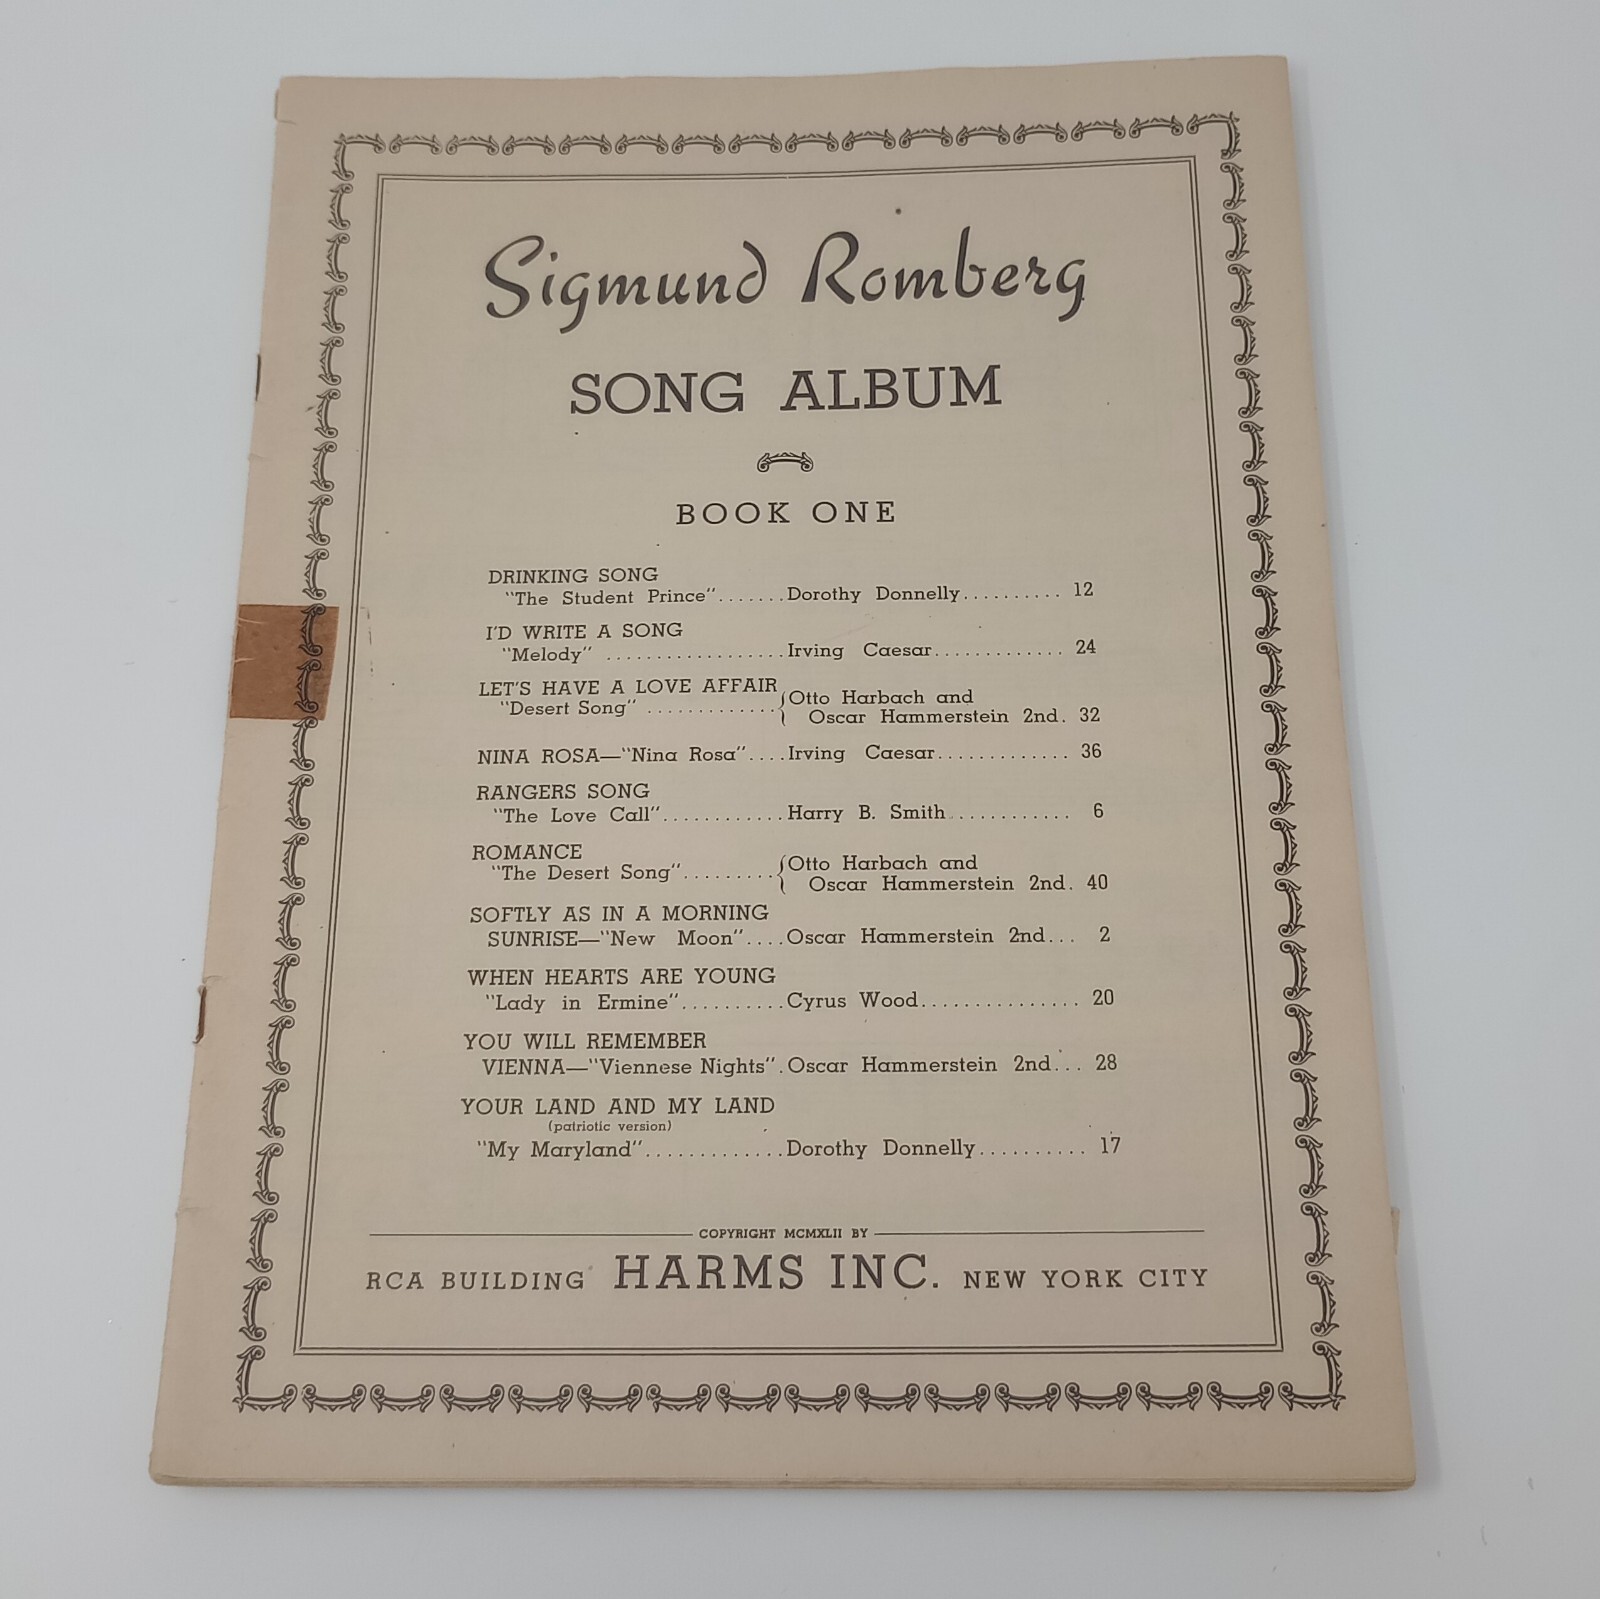 Sigmund Romberg
SONG ALBUM
BOOK ONE
DRINKING SONG
"The Student Prince".......Dorothy Donnelly.......... 12
I'D WRITE A SONG
"Melody" ..................Irving Caesar............. 24
LET'S HAVE A LOVE AFFAIR
"Desert Song" .............{Otto Harbach and
Oscar Hammerstein 2nd. 32
NINA ROSA—"Nina Rosa"....Irving Caesar............. 36
RANGERS SONG
"The Love Call"............Harry B. Smith............ 6
ROMANCE
"The Desert Song".........{Otto Harbach and
Oscar Hammerstein 2nd. 40
SOFTLY AS IN A MORNING
SUNRISE—"New Moon"....Oscar Hammerstein 2nd... 2
WHEN HEARTS ARE YOUNG
"Lady in Ermine"..........Cyrus Wood............... 20
YOU WILL REMEMBER
VIENNA—"Viennese Nights".Oscar Hammerstein 2nd... 28
YOUR LAND AND MY LAND
(patriotic version)
"My Maryland".............Dorothy Donnelly.......... 17
COPYRIGHT MCMXLII BY
RCA BUILDING HARMS INC. NEW YORK CITY